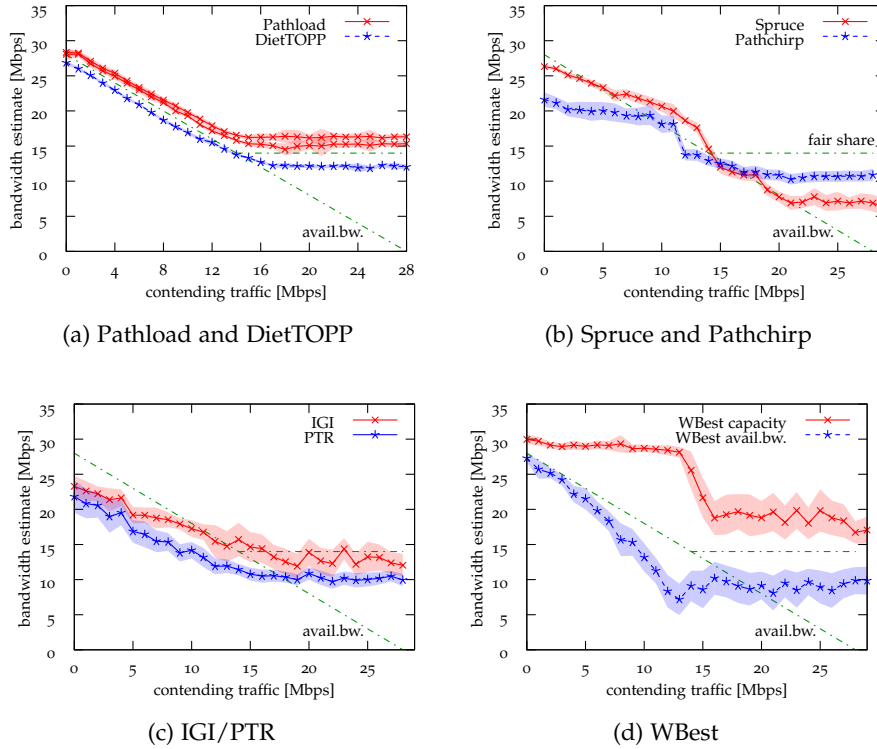 Pathload
DietTOPP
bandwidth estimate [Mbps]
35
30
25
20
15
10
5
0
avail.bw.
0 4 8 12 16 20 24 28
contending traffic [Mbps]
(a) Pathload and DietTOPP
Spruce
Pathchirp
bandwidth estimate [Mbps]
35
30
25
20
15
10
5
0
fair share
avail.bw.
0 5 10 15 20 25
contending traffic [Mbps]
(b) Spruce and Pathchirp
IGI
PTR
bandwidth estimate [Mbps]
35
30
25
20
15
10
5
0
avail.bw.
0 5 10 15 20 25
contending traffic [Mbps]
(c) IGI/PTR
WBest capacity
WBest avail.bw.
bandwidth estimate [Mbps]
35
30
25
20
15
10
5
0
avail.bw.
0 5 10 15 20 25
contending traffic [Mbps]
(d) WBest